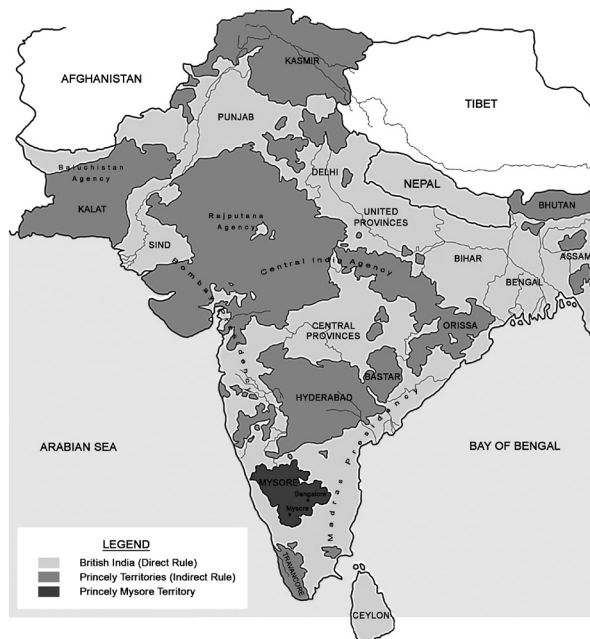 KASMIR
AFGHANISTAN
TIBET
PUNJAB
Baluchistan
Agency
DELHI
NEPAL
KALAT
BHUTAN
Rajputana
Agency
UNITED
PROVINCES
SIND
ASSAM
Central India Agency
BIHAR
BENGAL
Bombay Presidency
CENTRAL
PROVINCES
ORISSA
BASTAR
HYDERABAD
ARABIAN SEA
BAY OF BENGAL
Madras Presidency
MYSORE
Bangalore
Mysore
TRAVANCORE
CEYLON
LEGEND
British India (Direct Rule)
Princely Territories (Indirect Rule)
Princely Mysore Territory